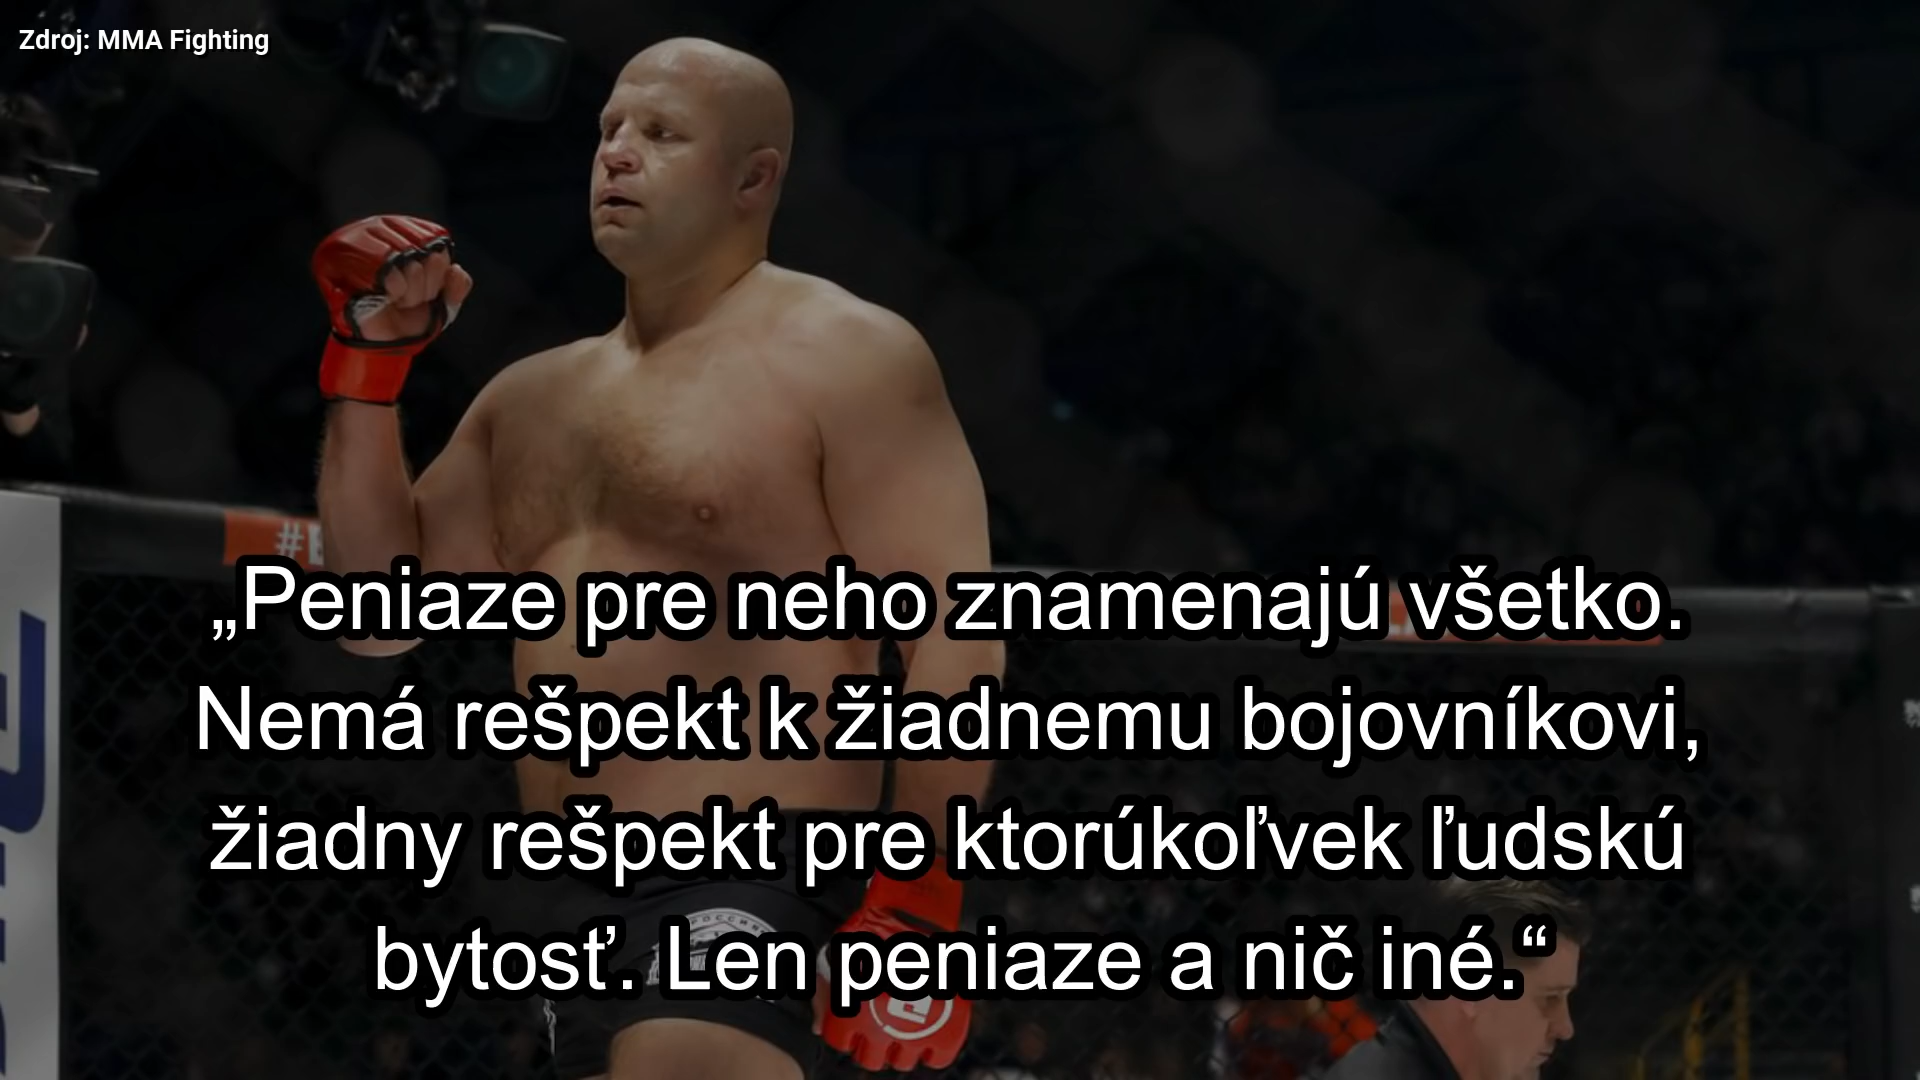 Zdroj: MMA Fighting
#B
„Peniaze pre neho znamenajú všetko.
Nemá rešpekt k žiadnemu bojovníkovi,
žiadny rešpekt pre ktorúkoľvek ľudskú
bytosť. Len peniaze a nič iné.“